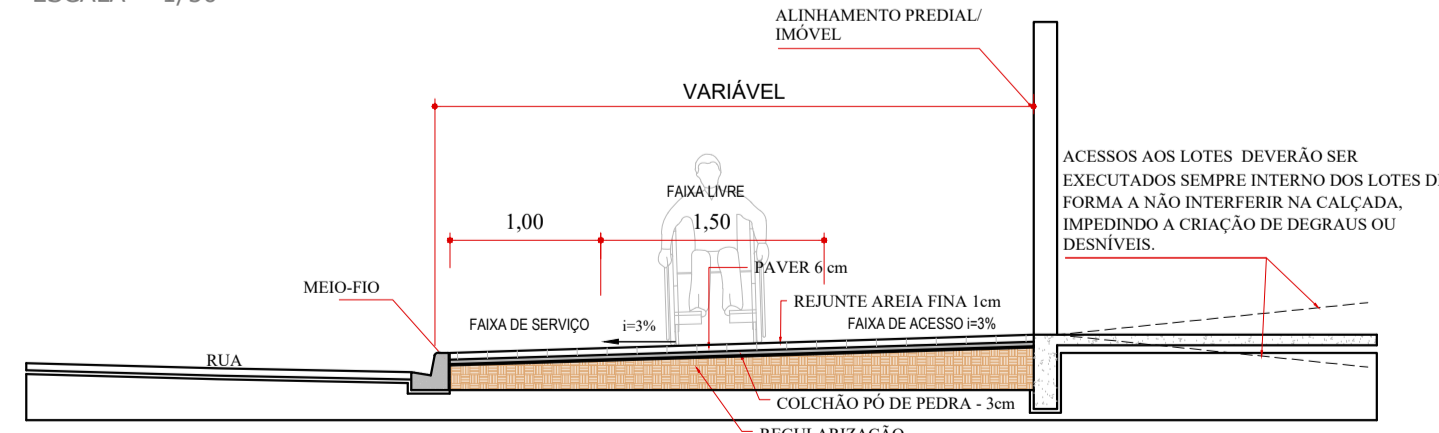 ALINHAMENTO PREDIAL/
IMÓVEL
VARIÁVEL
ACESSOS AOS LOTES DEVERÃO SER
EXECUTADOS SEMPRE INTERNO DOS LOTES D
FORMA A NÃO INTERFERIR NA CALÇADA,
IMPEDINDO A CRIAÇÃO DE DEGRAUS OU
DESNÍVEIS.
FAIXA LIVRE
1,00
1,50
PAVER 6 cm
MEIO-FIO
REJUNTE AREIA FINA 1cm
FAIXA DE SERVIÇO
i=3%
FAIXA DE ACESSO i=3%
RUA
COLCHÃO PÓ DE PEDRA - 3cm
REGULARIZAÇÃO